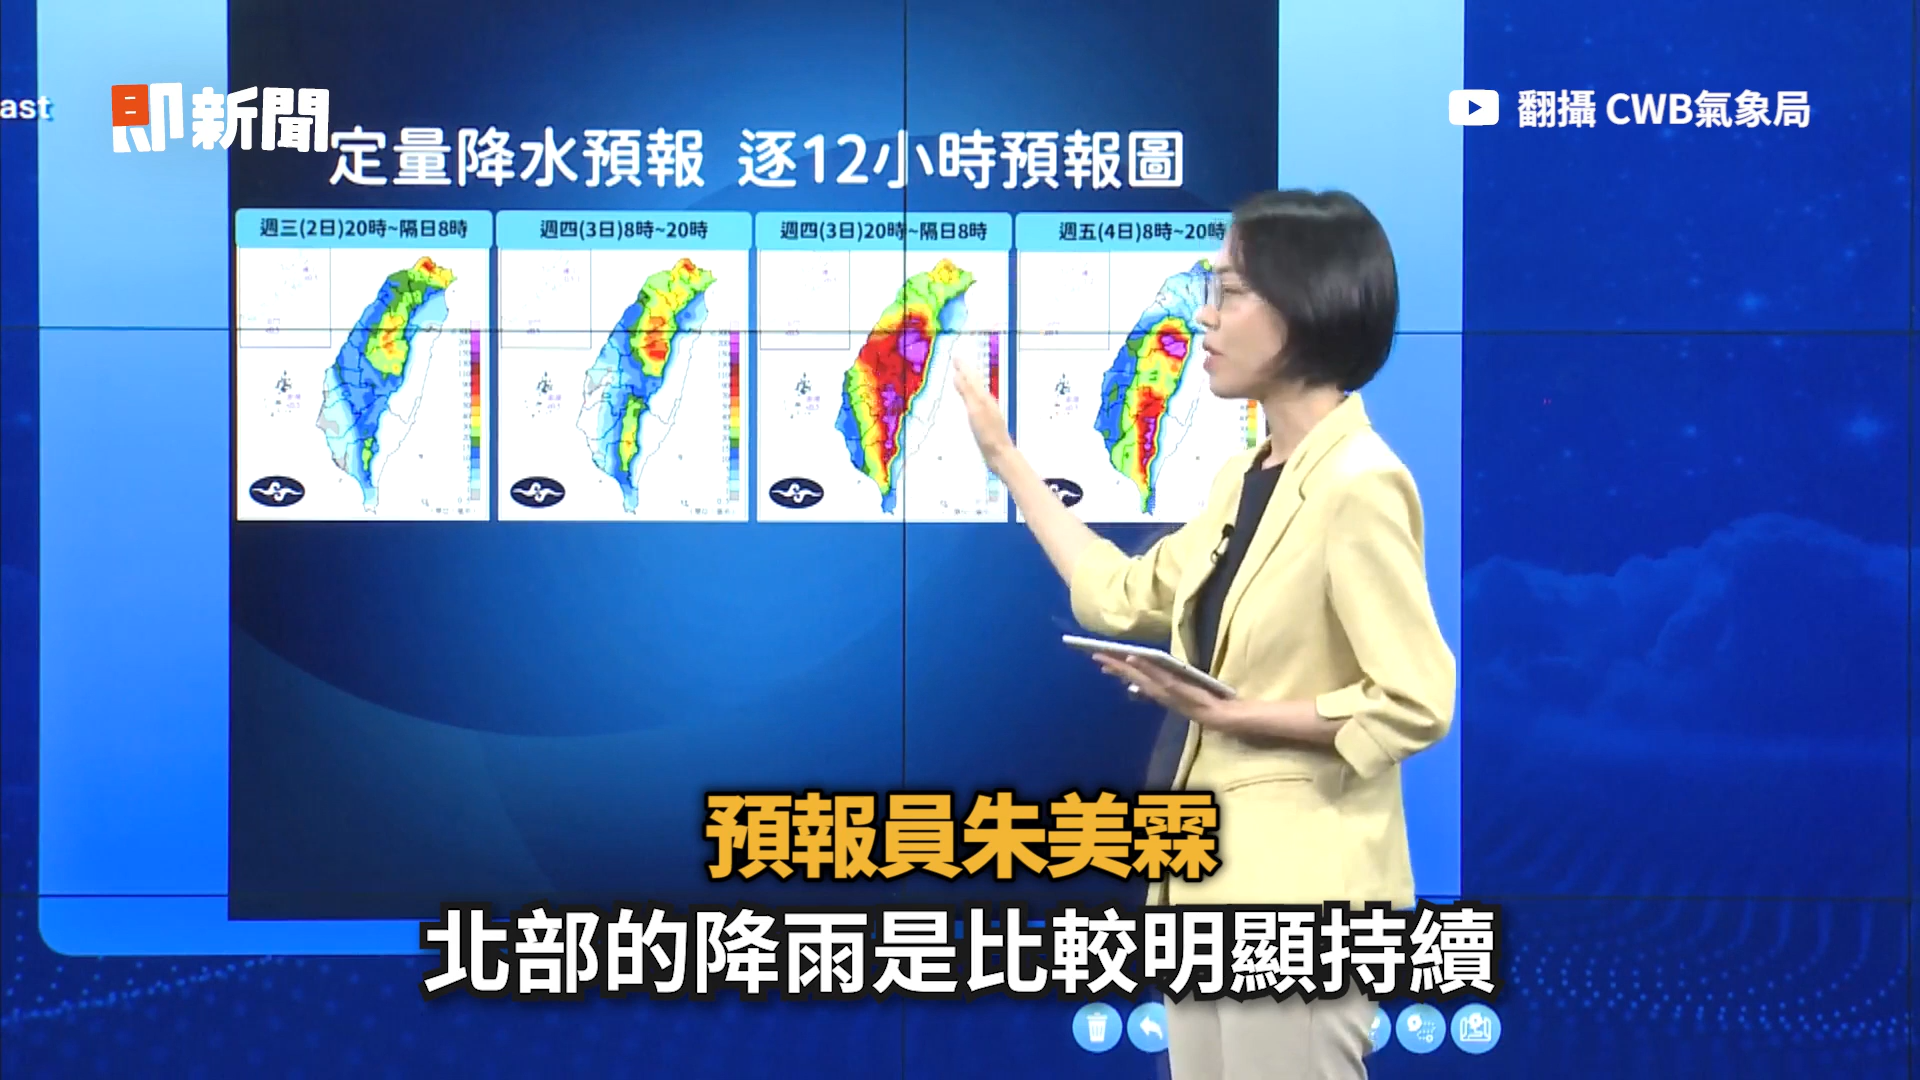 ast
即新聞
翻攝 CWB氣象局
定量降水預報 逐12小時預報圖
週三(2日)20時~隔日8時
週四(3日)8時~20時
週四(3日)20時~隔日8時
週五(4日)8時~20時
預報員朱美霖
北部的降雨是比較明顯持續